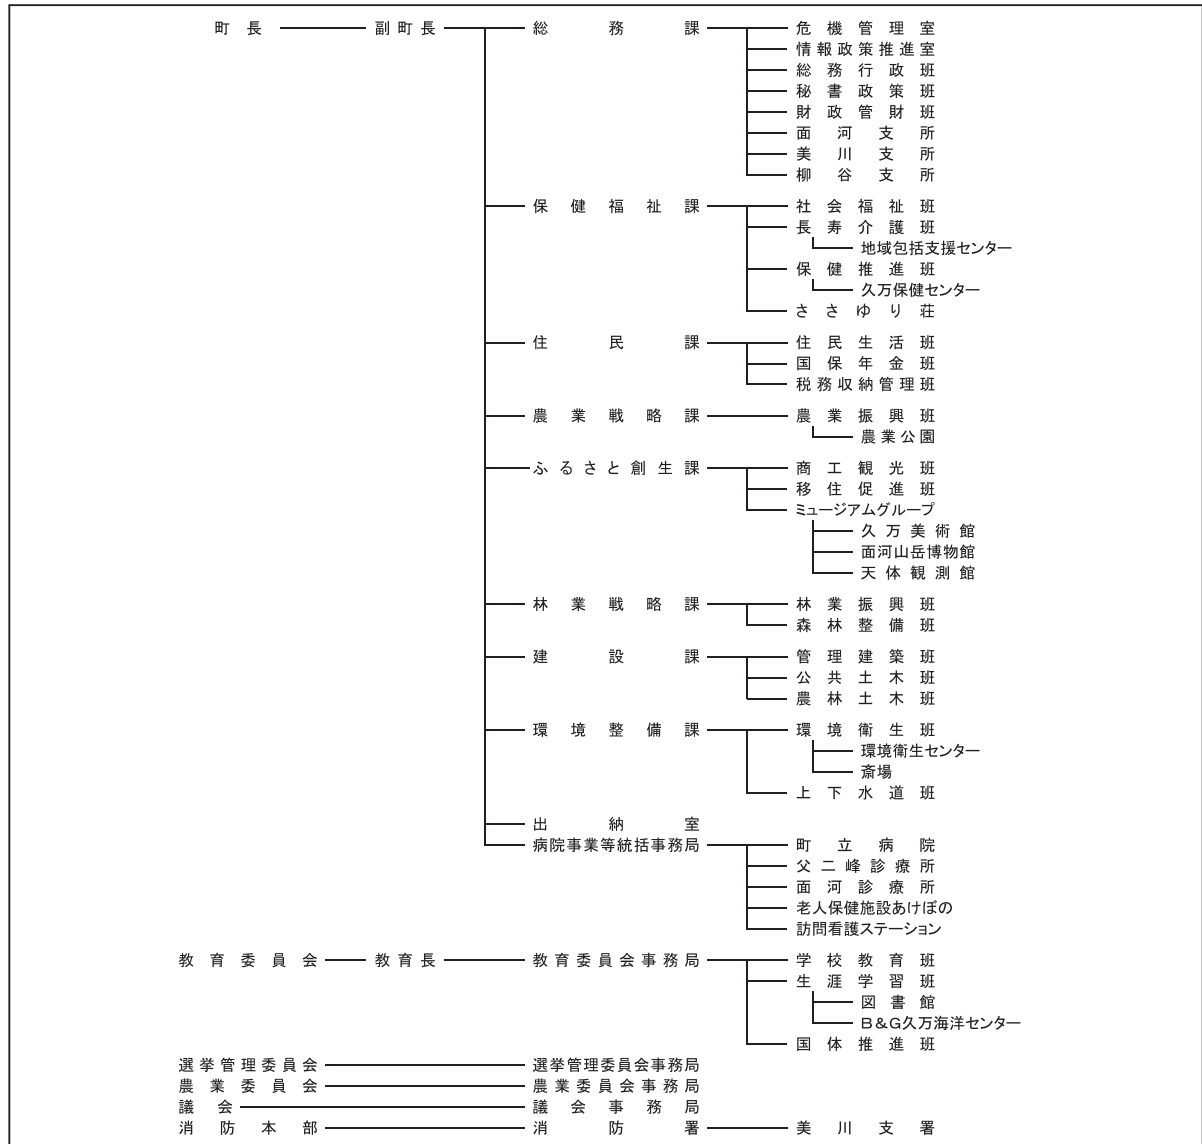 町長 副町長 総務課 危機管理室
情報政策推進室
総務行政班
秘書政策班
財政管財班
面河支所
美川支所
柳谷支所
保健福祉課 社会福祉班
長寿介護班
地域包括支援センター
保健推進班
久万保健センター
ささゆり荘
住民課 住民生活班
国保年金班
税務収納管理班
農業戦略課 農業振興班
農業公園
ふるさと創生課 商工観光班
移住促進班
ミュージアムグループ
久万美術館
面河山岳博物館
天体観測館
林業戦略課 林業振興班
森林整備班
建設課 管理建築班
公共土木班
農林土木班
環境整備課 環境衛生班
環境衛生センター
斎場
上下水道班
出納室
病院事業等統括事務局 町立病院
父二峰診療所
面河診療所
老人保健施設あけぼの
訪問看護ステーション
教育委員会 教育長 教育委員会事務局 学校教育班
生涯学習班
図書館
B&G久万海洋センター
国体推進班
選挙管理委員会 選挙管理委員会事務局
農業委員会 農業委員会事務局
議会 議会事務局
消防本部 消防署 美川支署